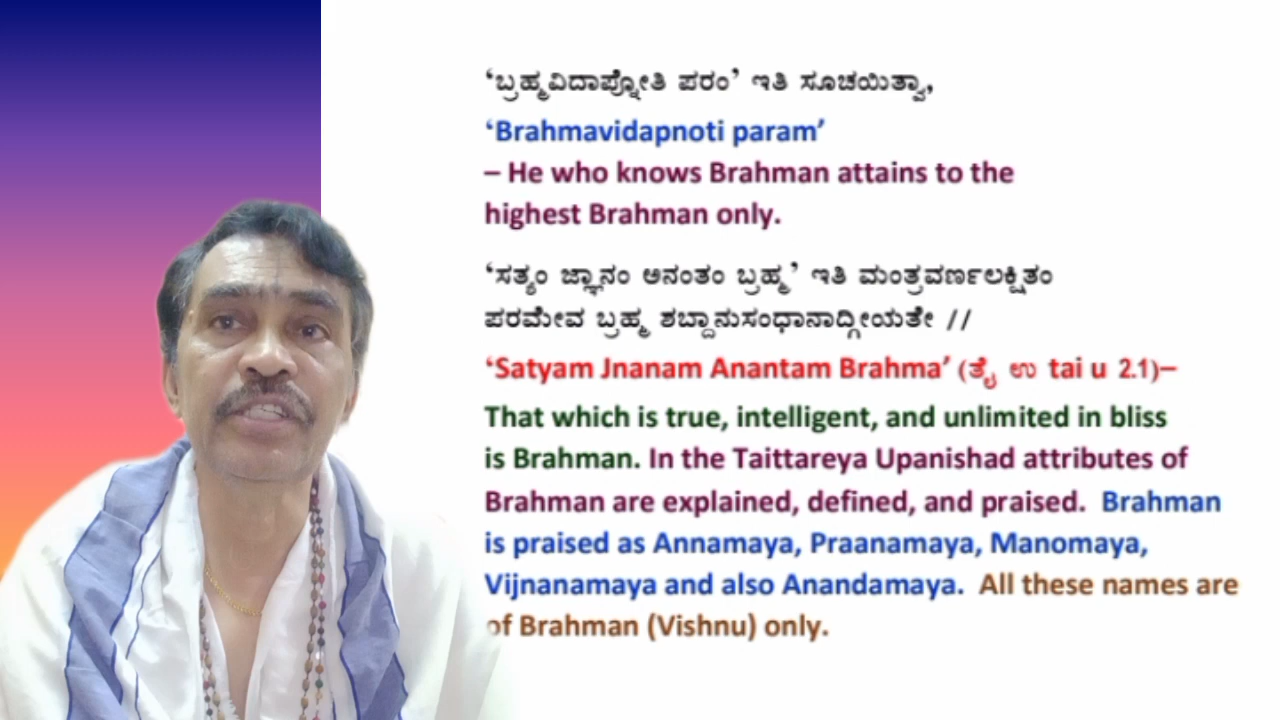 ‘ಬ್ರಹ್ಮವಿದಾಪ್ನೋತಿ ಪರಂ’ ಇತಿ ಸೂಚಯಿತ್ವಾ,
‘Brahmavidapnoti param’
– He who knows Brahman attains to the
highest Brahman only.
‘ಸತ್ಯಂ ಜ್ಞಾನಂ ಅನಂತಂ ಬ್ರಹ್ಮ’ ಇತಿ ಮಂತ್ರವರ್ಣಲಕ್ಷಿತಂ
ಪರಮೇವ ಬ್ರಹ್ಮ ಶಬ್ದಾನುಸಂಧಾನಾದ್ಗೀಯತೇ //
‘Satyam Jnanam Anantam Brahma’ (ತೈ ಉ tai u 2.1)–
That which is true, intelligent, and unlimited in bliss
is Brahman. In the Taittareya Upanishad attributes of
Brahman are explained, defined, and praised. Brahman
is praised as Annamaya, Praanamaya, Manomaya,
Vijnanamaya and also Anandamaya. All these names are
of Brahman (Vishnu) only.